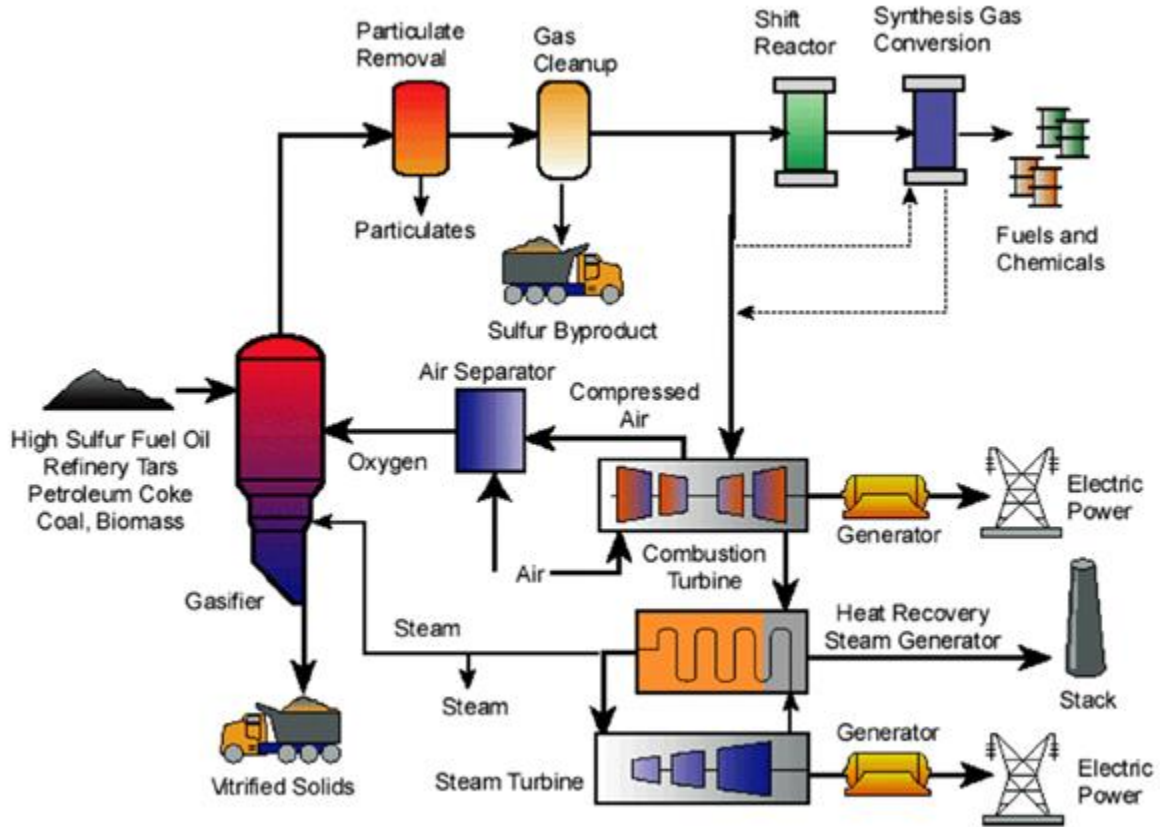 Particulate
Removal
Gas
Cleanup
Shift
Reactor
Synthesis Gas
Conversion
Particulates
Sulfur Byproduct
Fuels and
Chemicals
Air Separator
Compressed
Air
High Sulfur Fuel Oil
Refinery Tars
Petroleum Coke
Coal, Biomass
Oxygen
Electric
Power
Generator
Air
Combustion
Turbine
Gasifier
Heat Recovery
Steam Generator
Steam
Steam
Stack
Vitrified Solids
Steam Turbine
Generator
Electric
Power